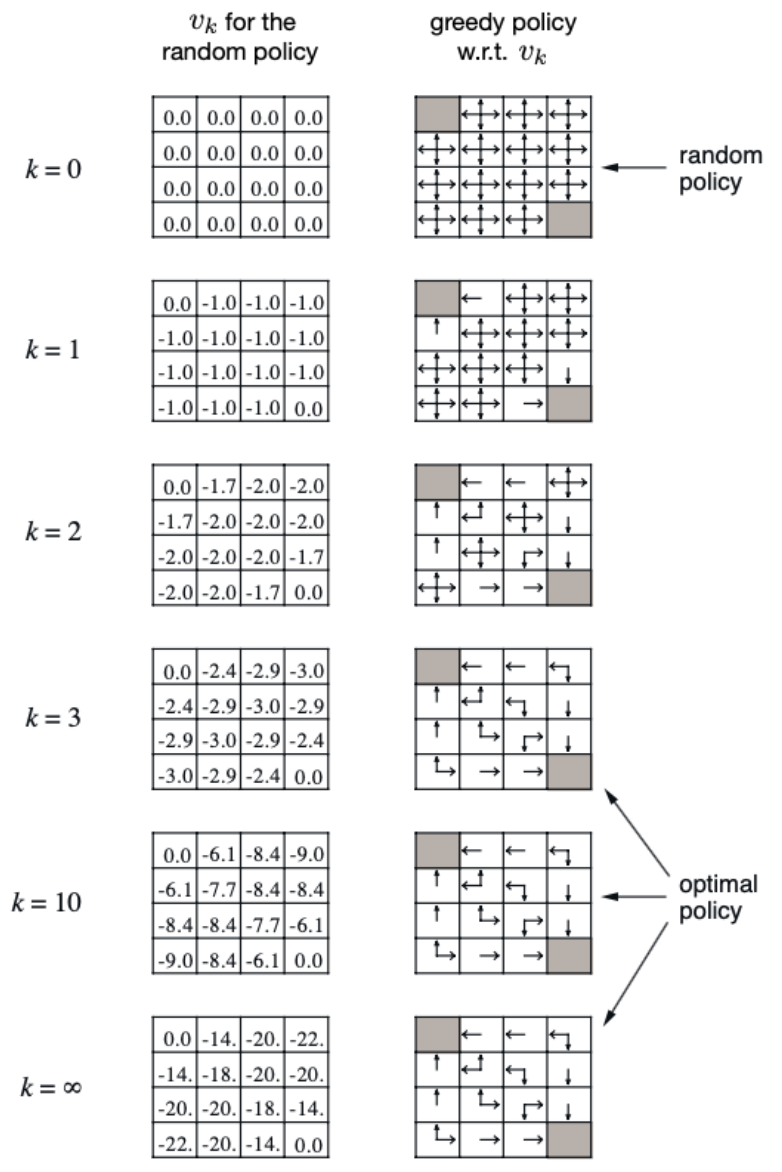 v_k for the
random policy
greedy policy
w.r.t. v_k
k = 0
0.0 0.0 0.0 0.0
0.0 0.0 0.0 0.0
0.0 0.0 0.0 0.0
0.0 0.0 0.0 0.0
random
policy
k = 1
0.0 -1.0 -1.0 -1.0
-1.0 -1.0 -1.0 -1.0
-1.0 -1.0 -1.0 -1.0
-1.0 -1.0 -1.0 0.0
k = 2
0.0 -1.7 -2.0 -2.0
-1.7 -2.0 -2.0 -2.0
-2.0 -2.0 -2.0 -1.7
-2.0 -2.0 -1.7 0.0
k = 3
0.0 -2.4 -2.9 -3.0
-2.4 -2.9 -3.0 -2.9
-2.9 -3.0 -2.9 -2.4
-3.0 -2.9 -2.4 0.0
k = 10
0.0 -6.1 -8.4 -9.0
-6.1 -7.7 -8.4 -8.4
-8.4 -8.4 -7.7 -6.1
-9.0 -8.4 -6.1 0.0
optimal
policy
k = ∞
0.0 -14. -20. -22.
-14. -18. -20. -20.
-20. -20. -18. -14.
-22. -20. -14. 0.0